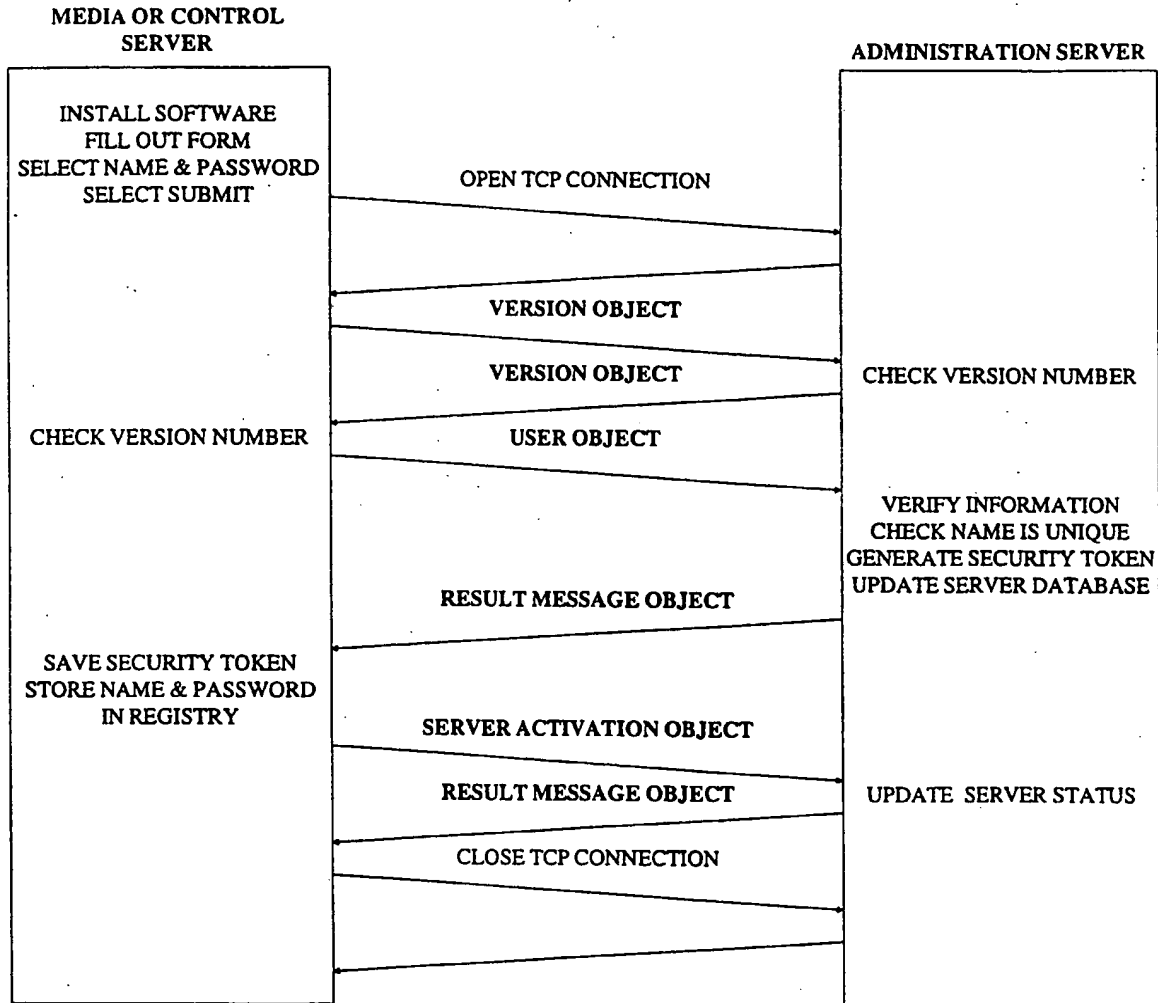 MEDIA OR CONTROL
SERVER
ADMINISTRATION SERVER
INSTALL SOFTWARE
FILL OUT FORM
SELECT NAME & PASSWORD
SELECT SUBMIT
OPEN TCP CONNECTION
VERSION OBJECT
VERSION OBJECT
CHECK VERSION NUMBER
CHECK VERSION NUMBER
USER OBJECT
VERIFY INFORMATION
CHECK NAME IS UNIQUE
GENERATE SECURITY TOKEN
UPDATE SERVER DATABASE
RESULT MESSAGE OBJECT
SAVE SECURITY TOKEN
STORE NAME & PASSWORD
IN REGISTRY
SERVER ACTIVATION OBJECT
RESULT MESSAGE OBJECT
UPDATE SERVER STATUS
CLOSE TCP CONNECTION